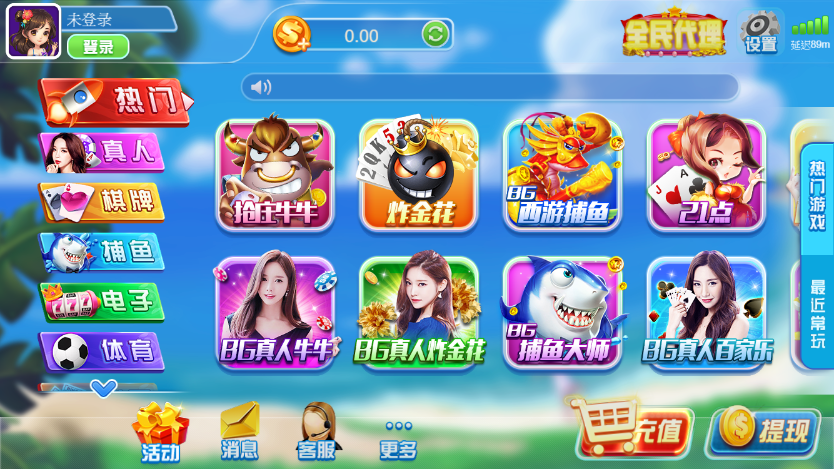 未登录
登录
0.00
全民代理
设置
延迟89m
热门
真人
棋牌
捕鱼
电子
体育
抢庄牛牛
炸金花
BG
西游捕鱼
21点
BG真人牛牛
BG真人炸金花
BG
捕鱼大师
BG真人百家乐
热门游戏
最近常玩
活动
消息
客服
更多
充值
提现